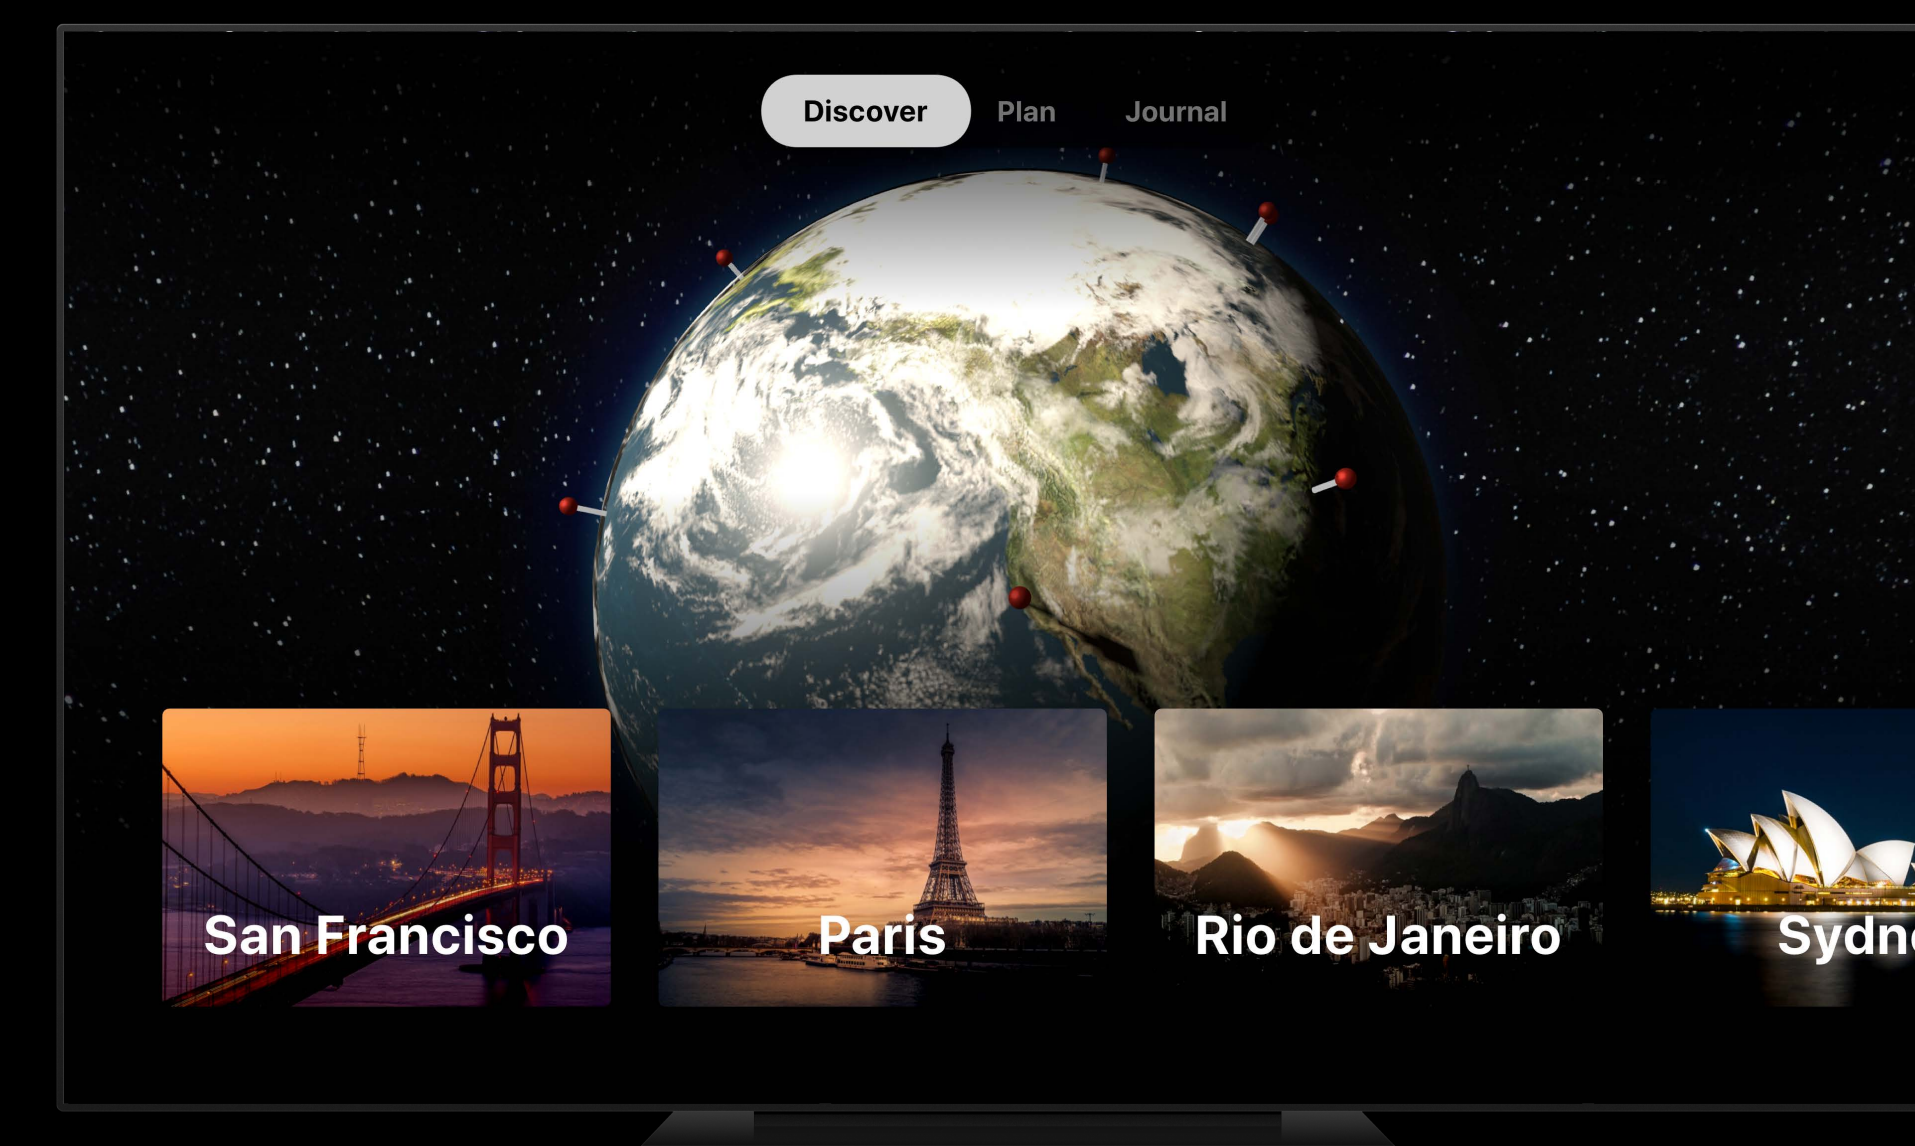 Discover Plan Journal
San Francisco
Paris
Rio de Janeiro